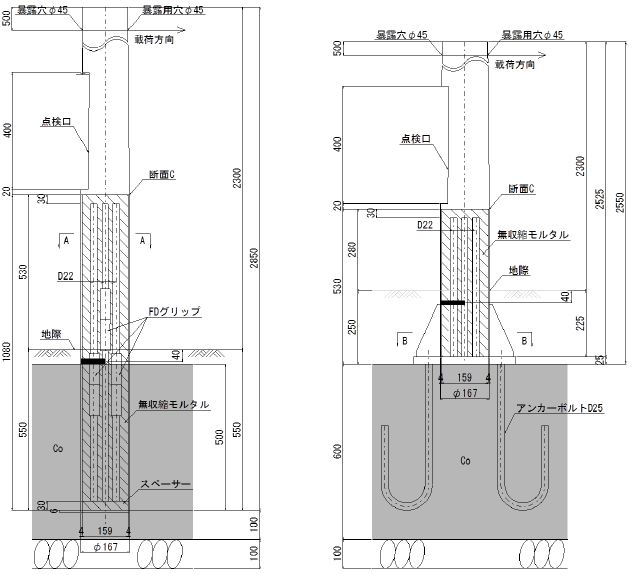 500
暴露穴φ45
暴露用穴φ45
載荷方向
点検口
400
20
30
断面C
A
A
530
D22
FDグリップ
地際
40
1080
無収縮モルタル
Co
550
500
550
スペーサー
30
6
4 159 4
φ167
100
100
2300
2850
500
暴露穴φ45
暴露用穴φ45
載荷方向
点検口
400
20
30
断面C
D22
無収縮モルタル
280
地際
530
40
250
225
B
B
25
4 159 4
φ167
アンカーボルトD25
600
Co
100
2300
2525
2550